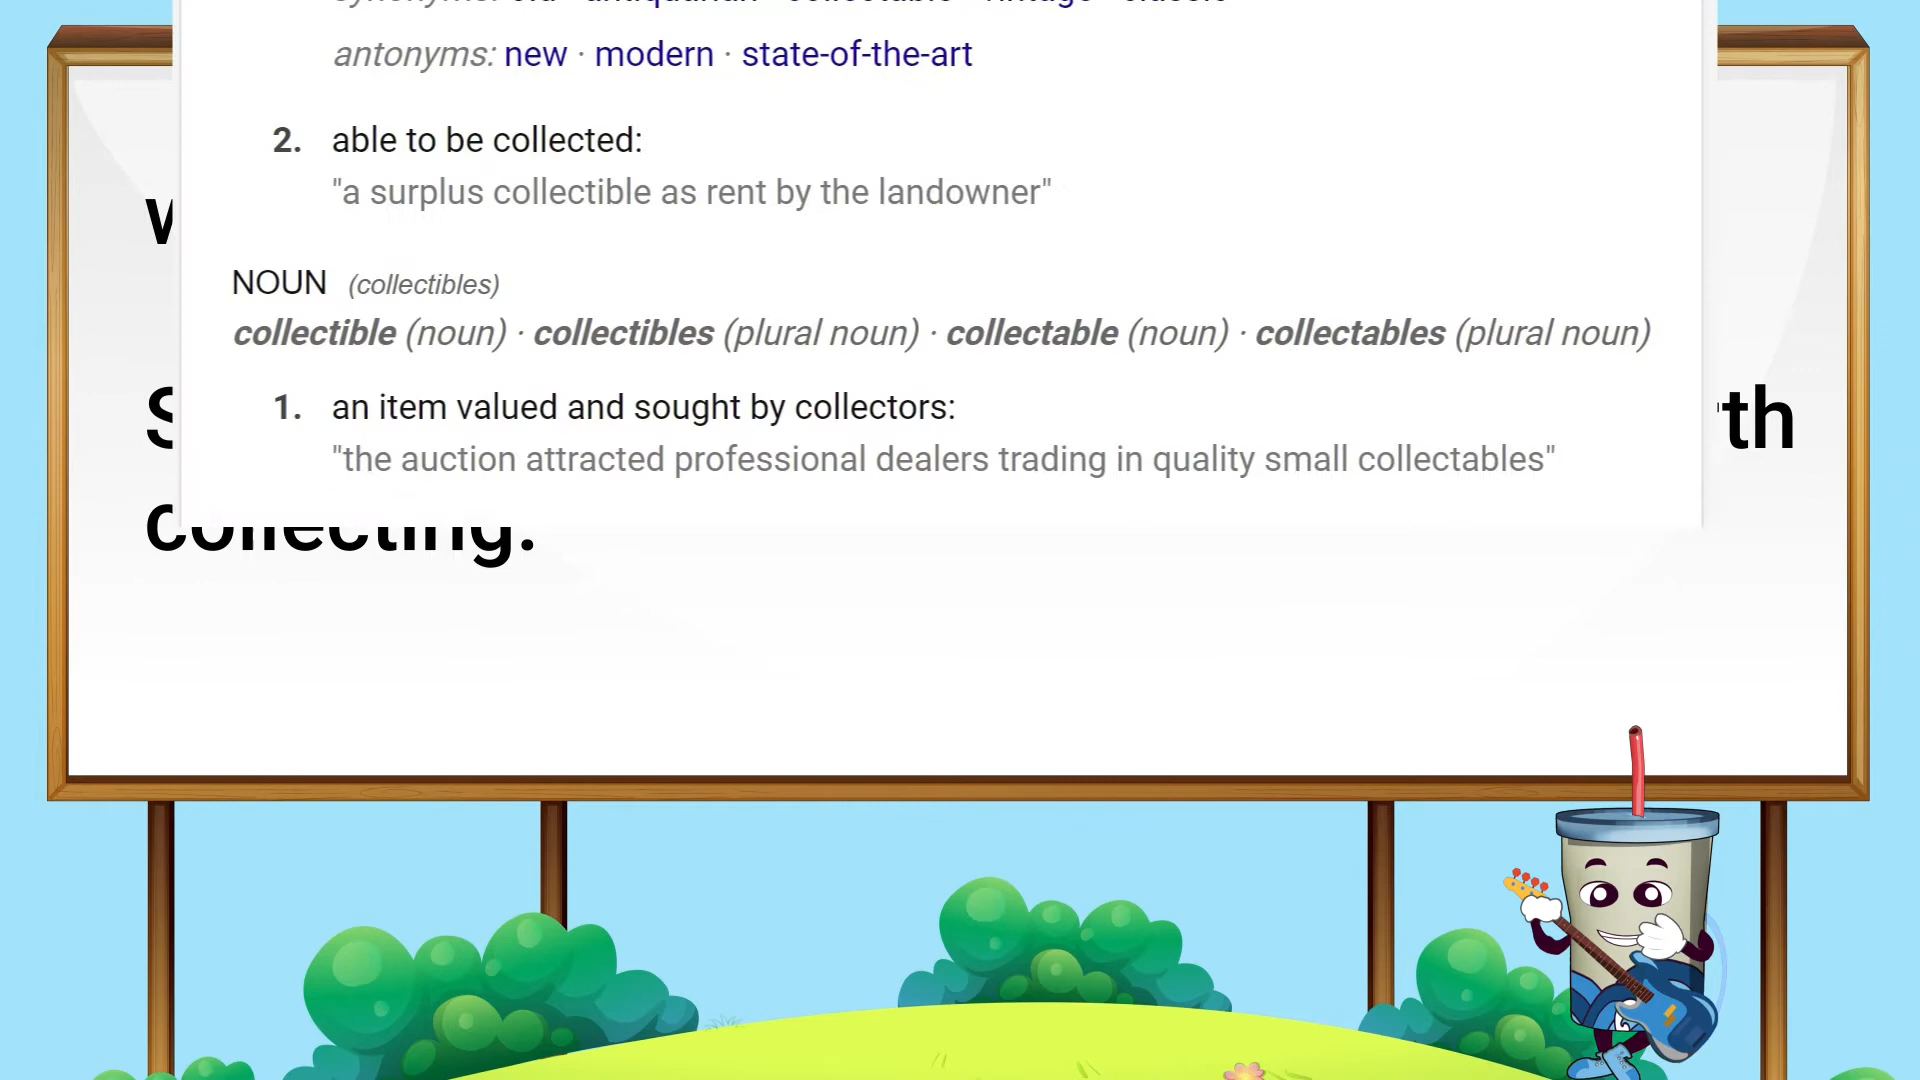 antonyms: new · modern · state-of-the-art
2. able to be collected:
"a surplus collectible as rent by the landowner"
NOUN (collectibles)
collectible (noun) · collectibles (plural noun) · collectable (noun) · collectables (plural noun)
1. an item valued and sought by collectors:
"the auction attracted professional dealers trading in quality small collectables"
collecting.